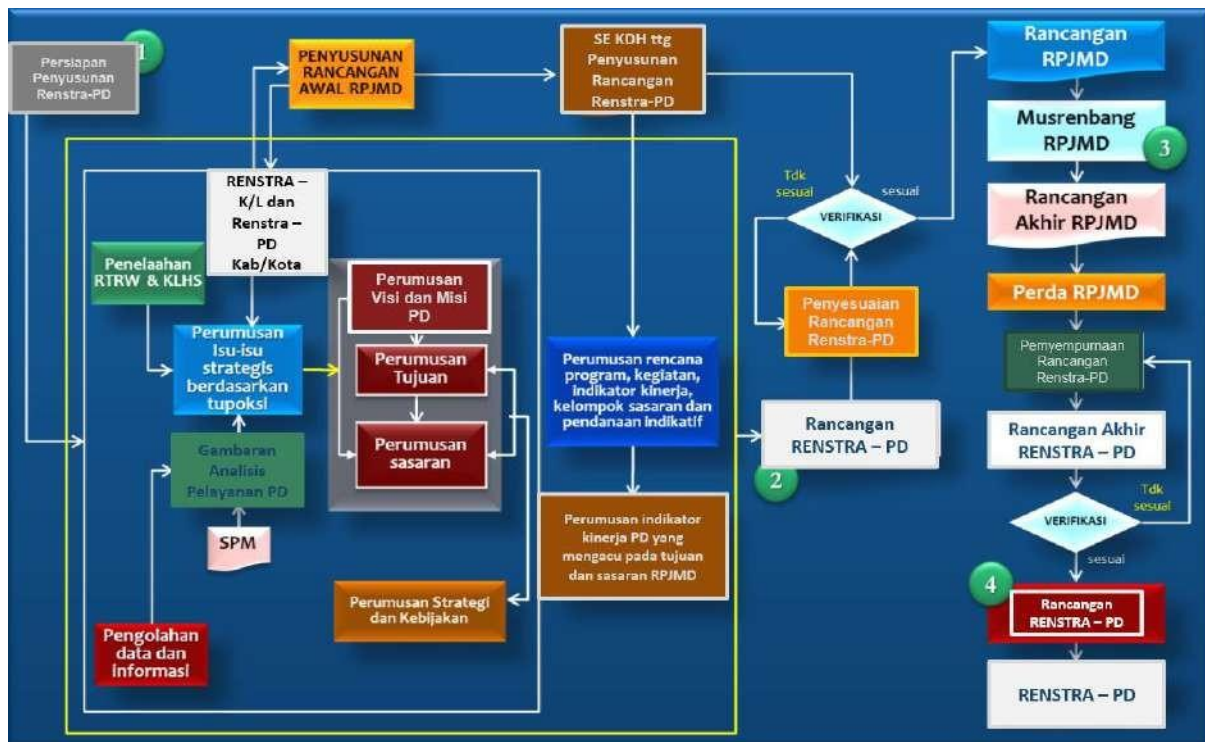 1
Persiapan
Penyusunan
Renstra-PD
PENYUSUNAN
RANCANGAN
AWAL RPJMD
SE KDH ttg
Penyusunan
Rancangan
Renstra-PD
RENSTRA –
K/L dan
Renstra –
PD
Kab/Kota
Penelaahan
RTRW & KLHS
Perumusan
Isu-isu
strategis
berdasarkan
tupoksi
Gambaran
Analisis
Pelayanan PD
SPM
Pengolahan
data dan
informasi
Perumusan
Visi dan Misi
PD
Perumusan
Tujuan
Perumusan
sasaran
Perumusan Strategi
dan Kebijakan
Perumusan rencana
program, kegiatan,
indikator kinerja,
kelompok sasaran dan
pendanaan indikatif
Perumusan indikator
kinerja PD yang
mengacu pada tujuan
dan sasaran RPJMD
Tdk
sesuai
sesuai
VERIFIKASI
Penyesuaian
Rancangan
Renstra-PD
Rancangan
RENSTRA – PD
2
Rancangan
RPJMD
Musrenbang
RPJMD
3
Rancangan
Akhir RPJMD
Perda RPJMD
Pemyempurnaan
Rancangan
Renstra-PD
Rancangan Akhir
RENSTRA – PD
Tdk
sesuai
VERIFIKASI
sesuai
4
Rancangan
RENSTRA – PD
RENSTRA – PD